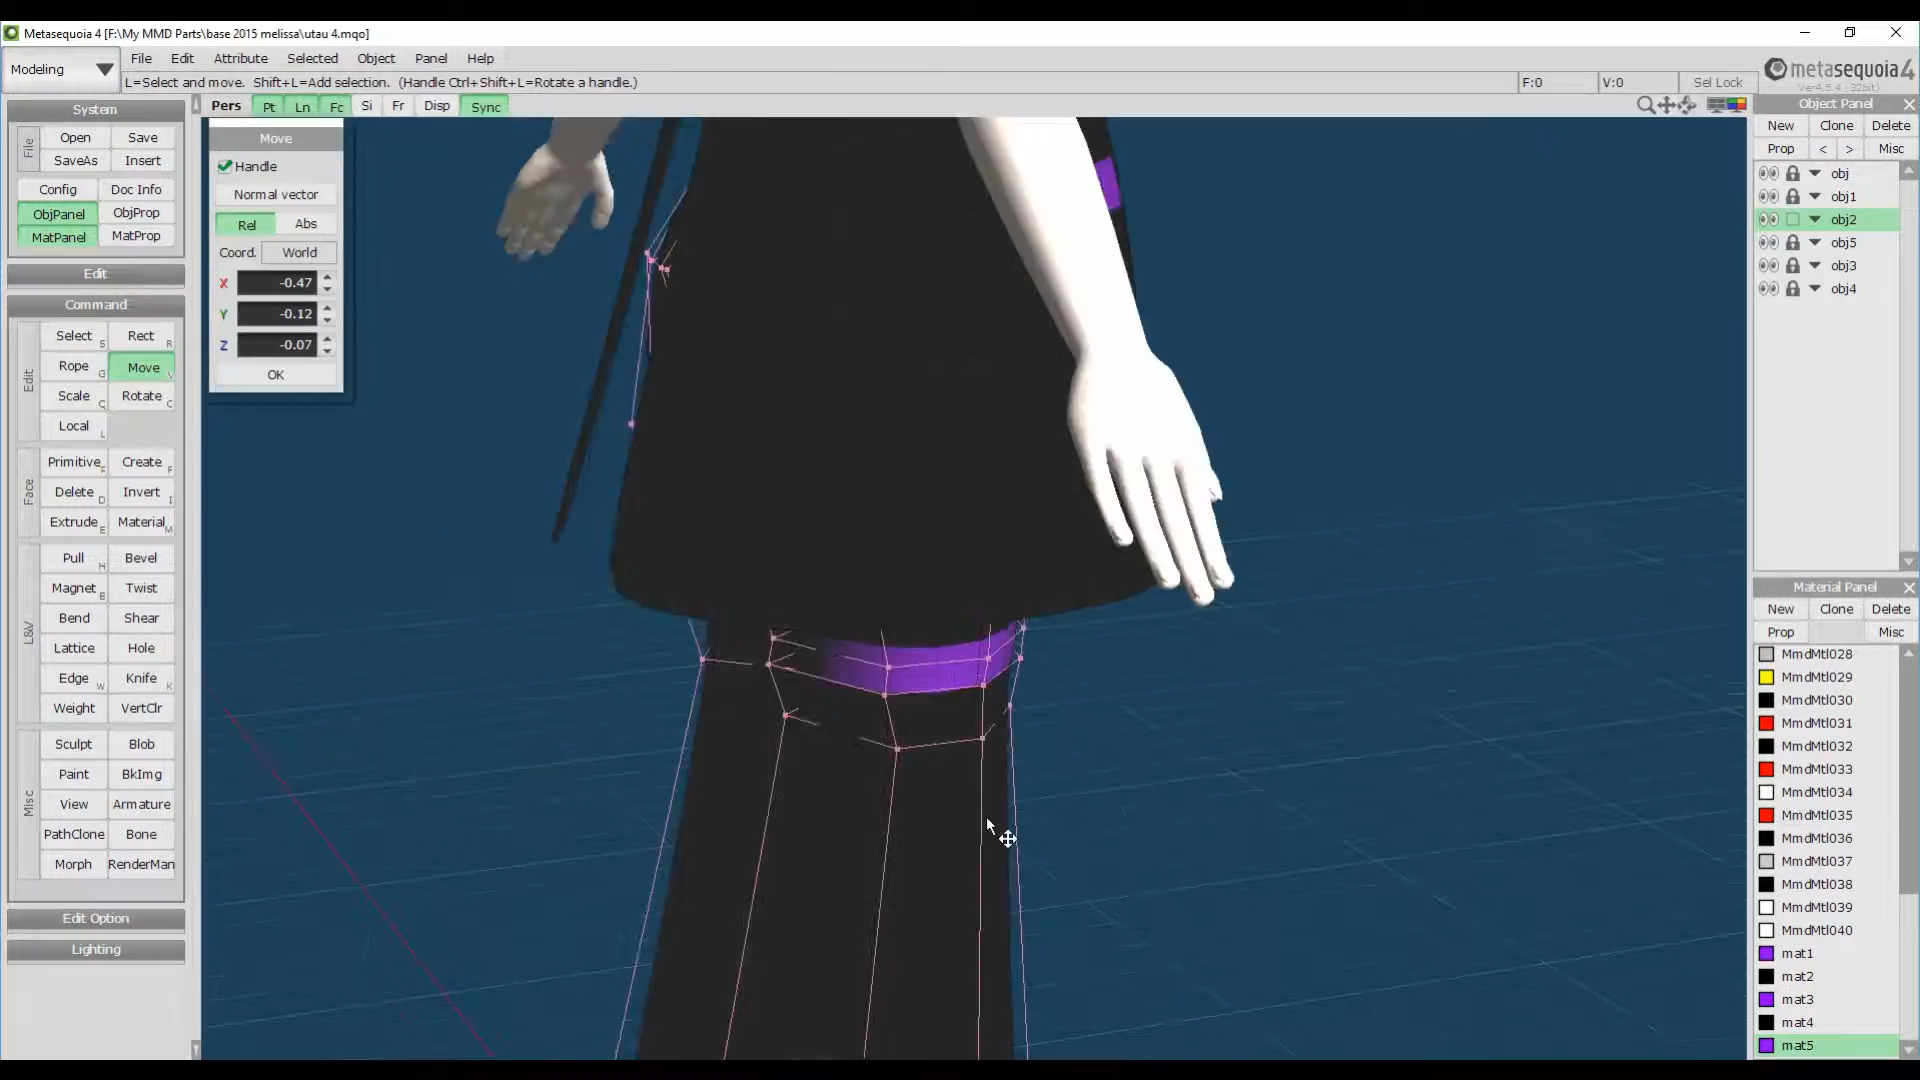 Metasequoia 4 [F:\My MMD Parts\base 2015 melissa\utau 4.mqo]
Modeling
File Edit Attribute Selected Object Panel Help
L=Select and move. Shift+L=Add selection. (Handle Ctrl+Shift+L=Rotate a handle.)
F:0 V:0 Sel Lock
metasequoia 4
Ver4.5.4 (32bit)
Pers Pt Ln Fc Si Fr Disp Sync
System
File
Open Save
SaveAs Insert
Config Doc Info
ObjPanel ObjProp
MatPanel MatProp
Edit
Command
Edit
Select S Rect R
Rope G Move V
Scale Q Rotate C
Local L
Face
Primitive P Create F
Delete D Invert I
Extrude E Material M
L&V
Pull H Bevel
Magnet B Twist
Bend Shear
Lattice Hole
Edge W Knife K
Weight VertClr
Misc
Sculpt Blob
Paint BkImg
View Armature
PathClone Bone
Morph RenderMan
Edit Option
Lighting
Move
Handle
Normal vector
Rel Abs
Coord. World
X -0.47
Y -0.12
Z -0.07
OK
Object Panel
New Clone Delete
Prop < > Misc
obj
obj1
obj2
obj5
obj3
obj4
Material Panel
New Clone Delete
Prop Misc
MmdMtl028
MmdMtl029
MmdMtl030
MmdMtl031
MmdMtl032
MmdMtl033
MmdMtl034
MmdMtl035
MmdMtl036
MmdMtl037
MmdMtl038
MmdMtl039
MmdMtl040
mat1
mat2
mat3
mat4
mat5